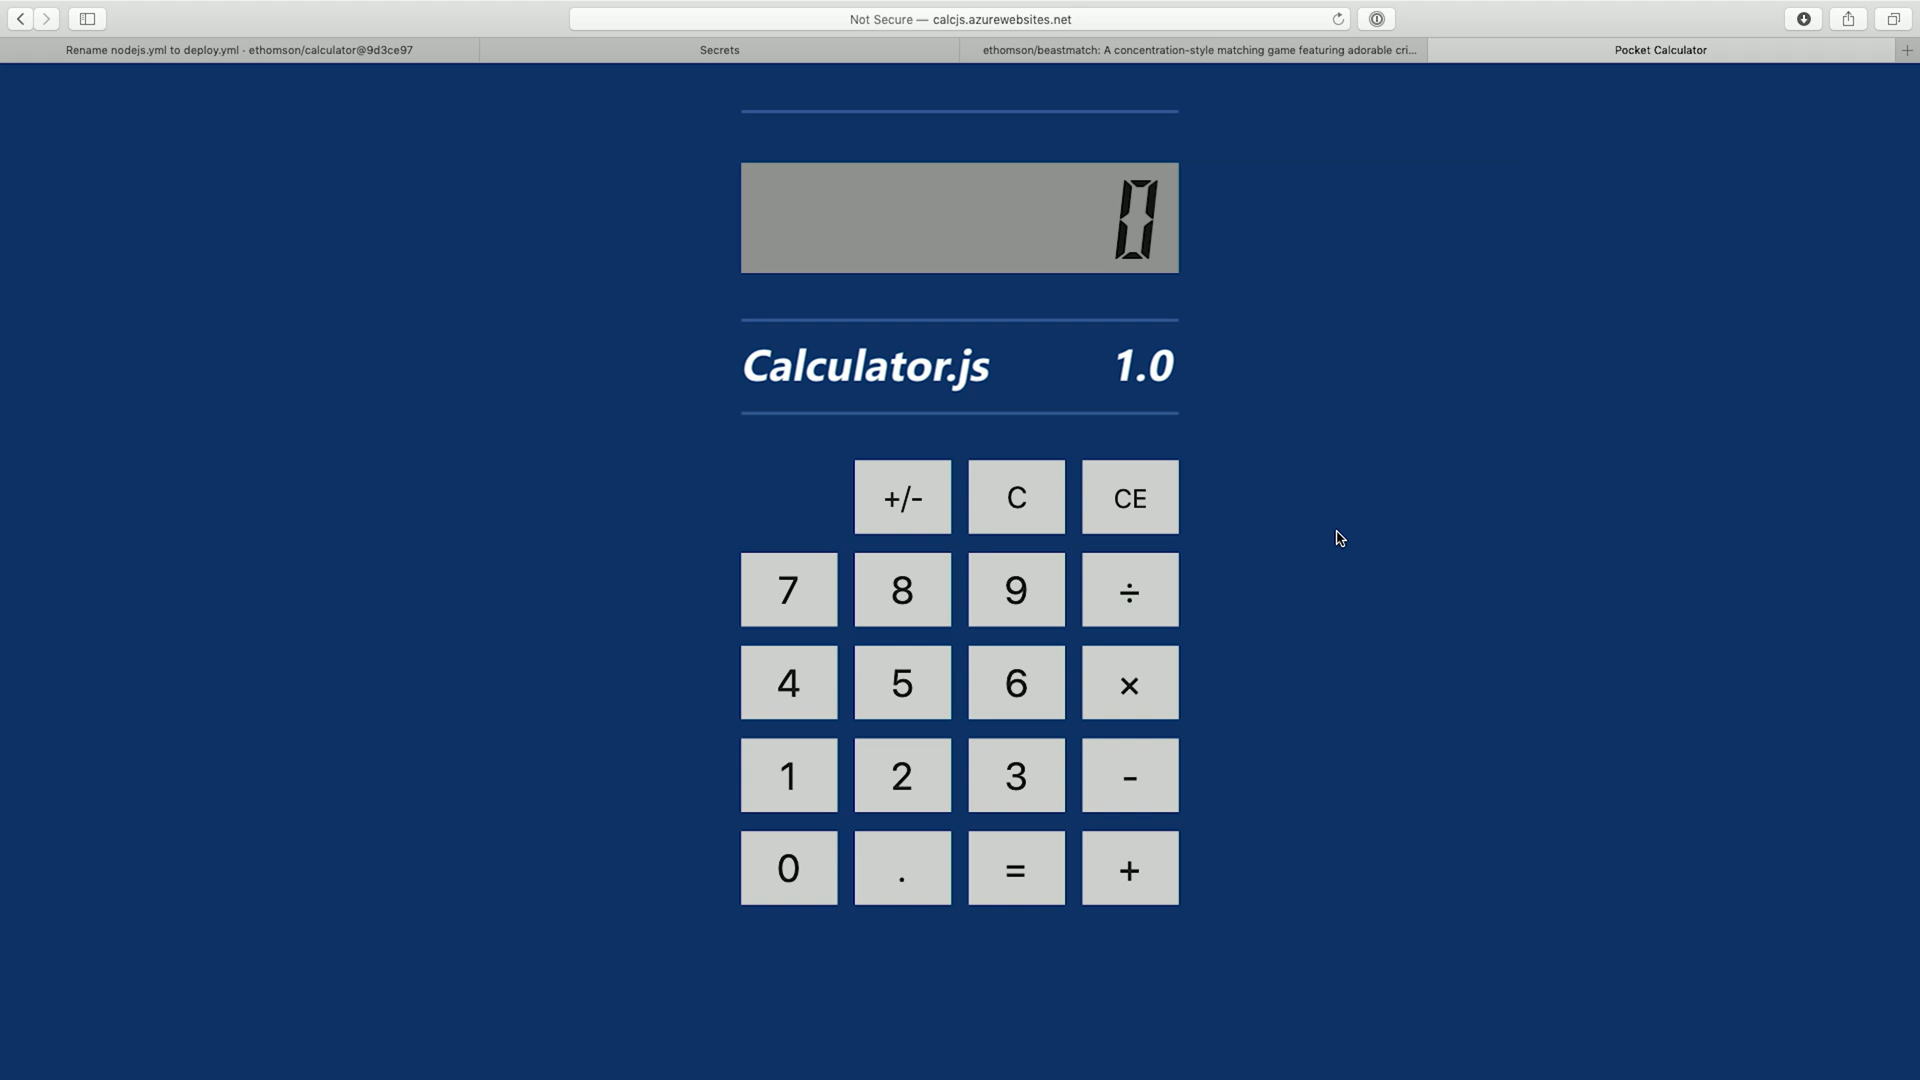 Not Secure — calcjs.azurewebsites.net
Rename nodejs.yml to deploy.yml · ethomson/calculator@9d3ce97
Secrets
ethomson/beastmatch: A concentration-style matching game featuring adorable cri...
Pocket Calculator
0
Calculator.js 1.0
+/- C CE
7 8 9 ÷
4 5 6 ×
1 2 3 -
0 . = +